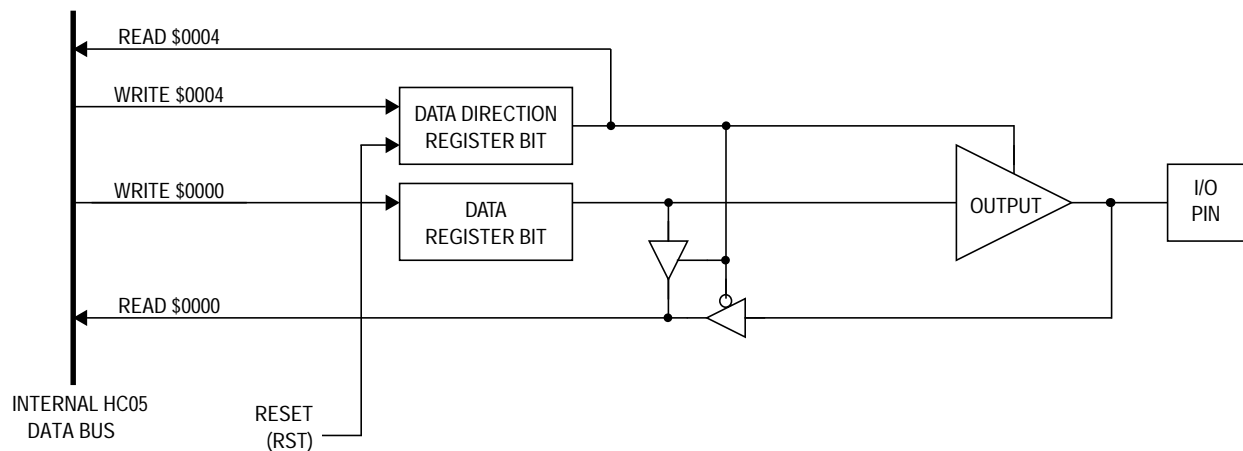 READ $0004
WRITE $0004
DATA DIRECTION
REGISTER BIT
WRITE $0000
DATA
REGISTER BIT
OUTPUT
I/O
PIN
READ $0000
INTERNAL HC05
DATA BUS
RESET
(RST)